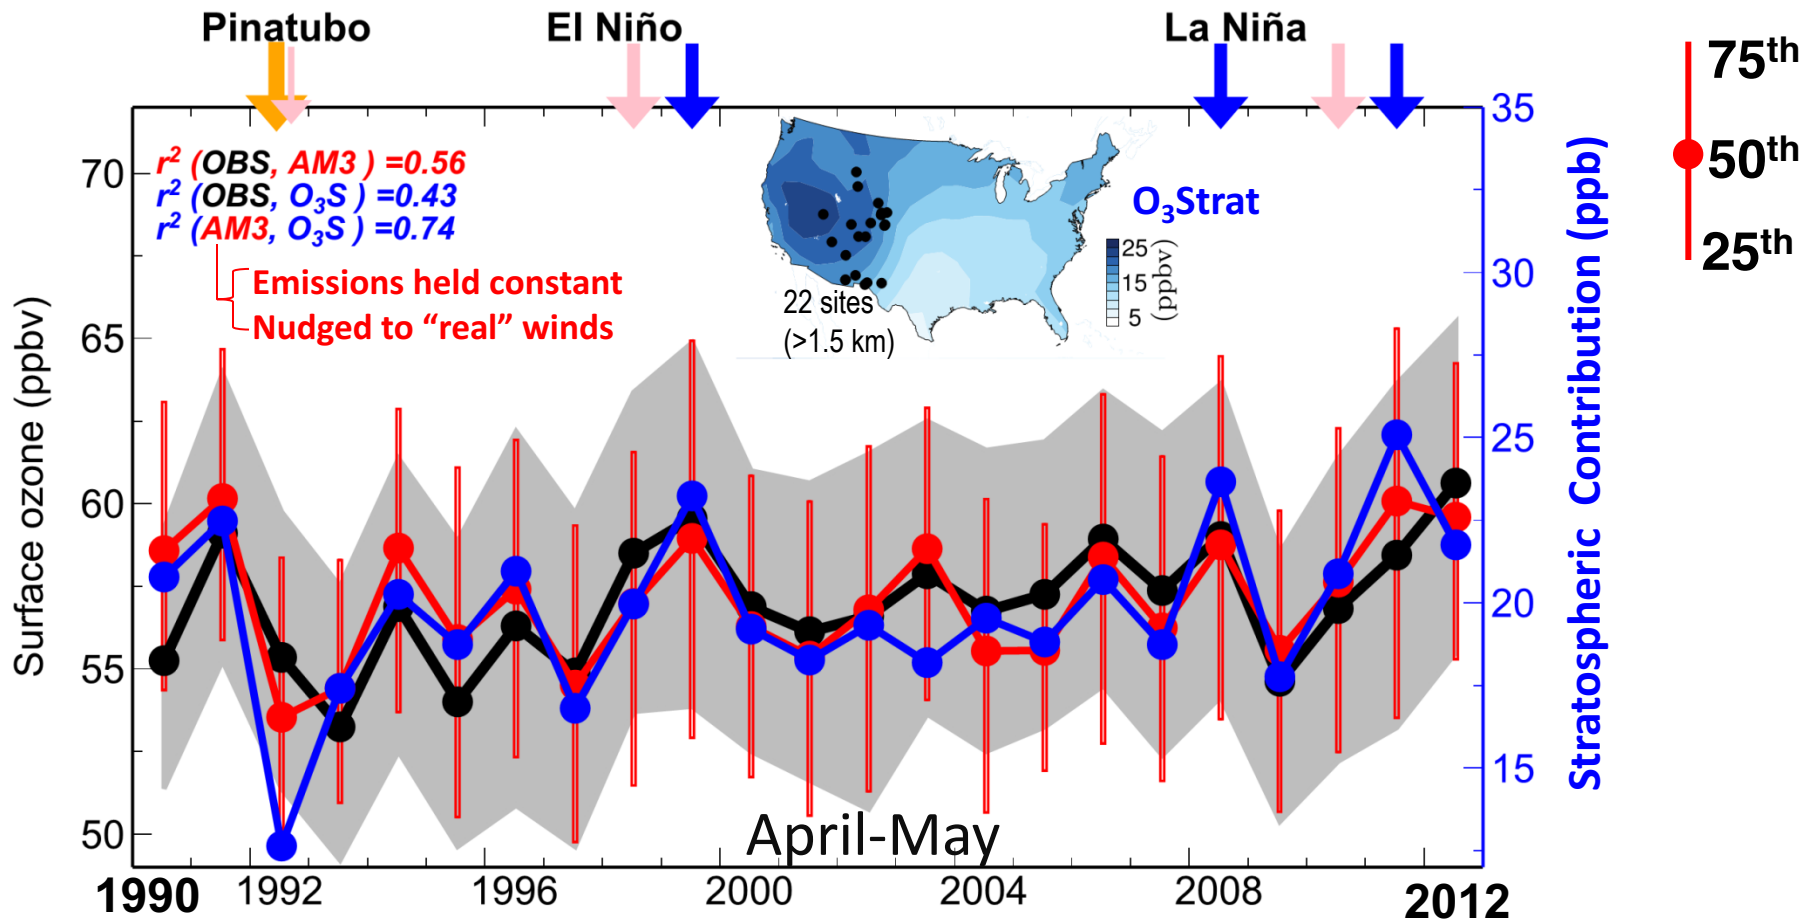 Pinatubo
El Niño
La Niña
75th
50th
25th
r² (OBS, AM3 ) =0.56
r² (OBS, O₃S ) =0.43
r² (AM3, O₃S ) =0.74
Emissions held constant
Nudged to “real” winds
O₃Strat
25
15
5
(ppbv)
22 sites
(>1.5 km)
Surface ozone (ppbv)
70
65
60
55
50
35
30
25
20
15
Stratospheric Contribution (ppb)
April-May
1990
1992
1996
2000
2004
2008
2012